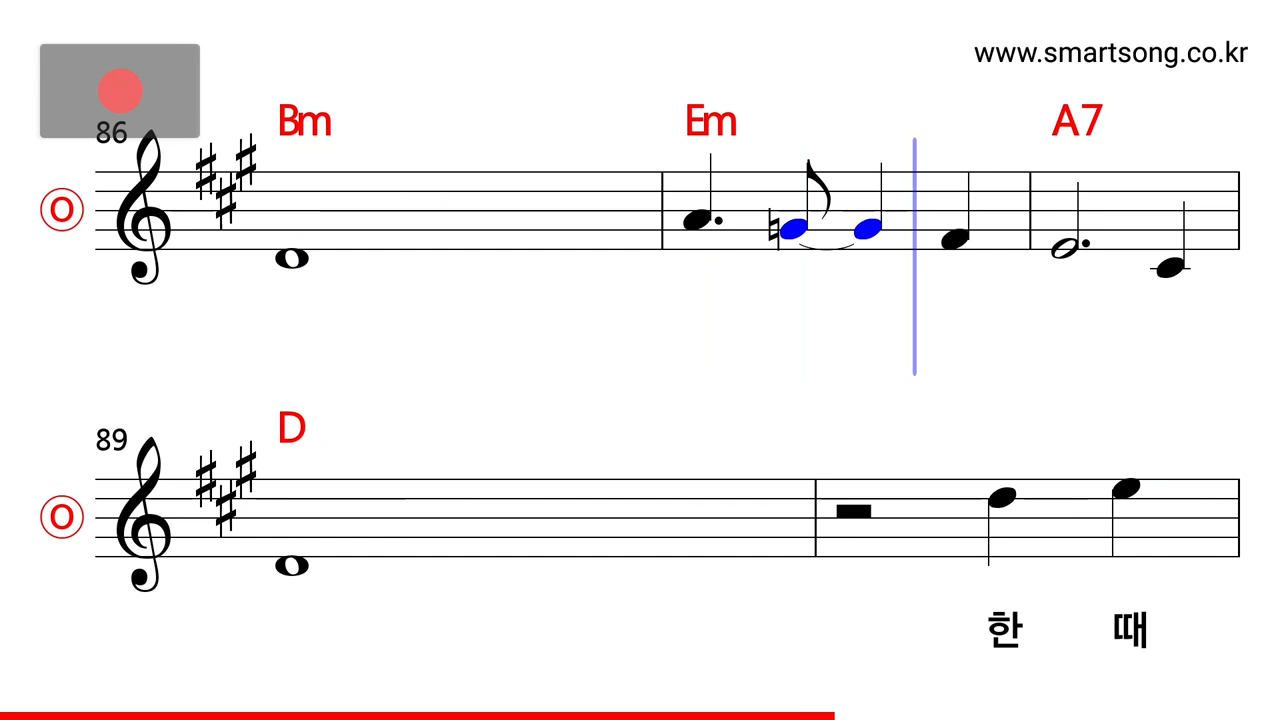 www.smartsong.co.kr
86 Bm Em A7
O
89 D
O
한 때